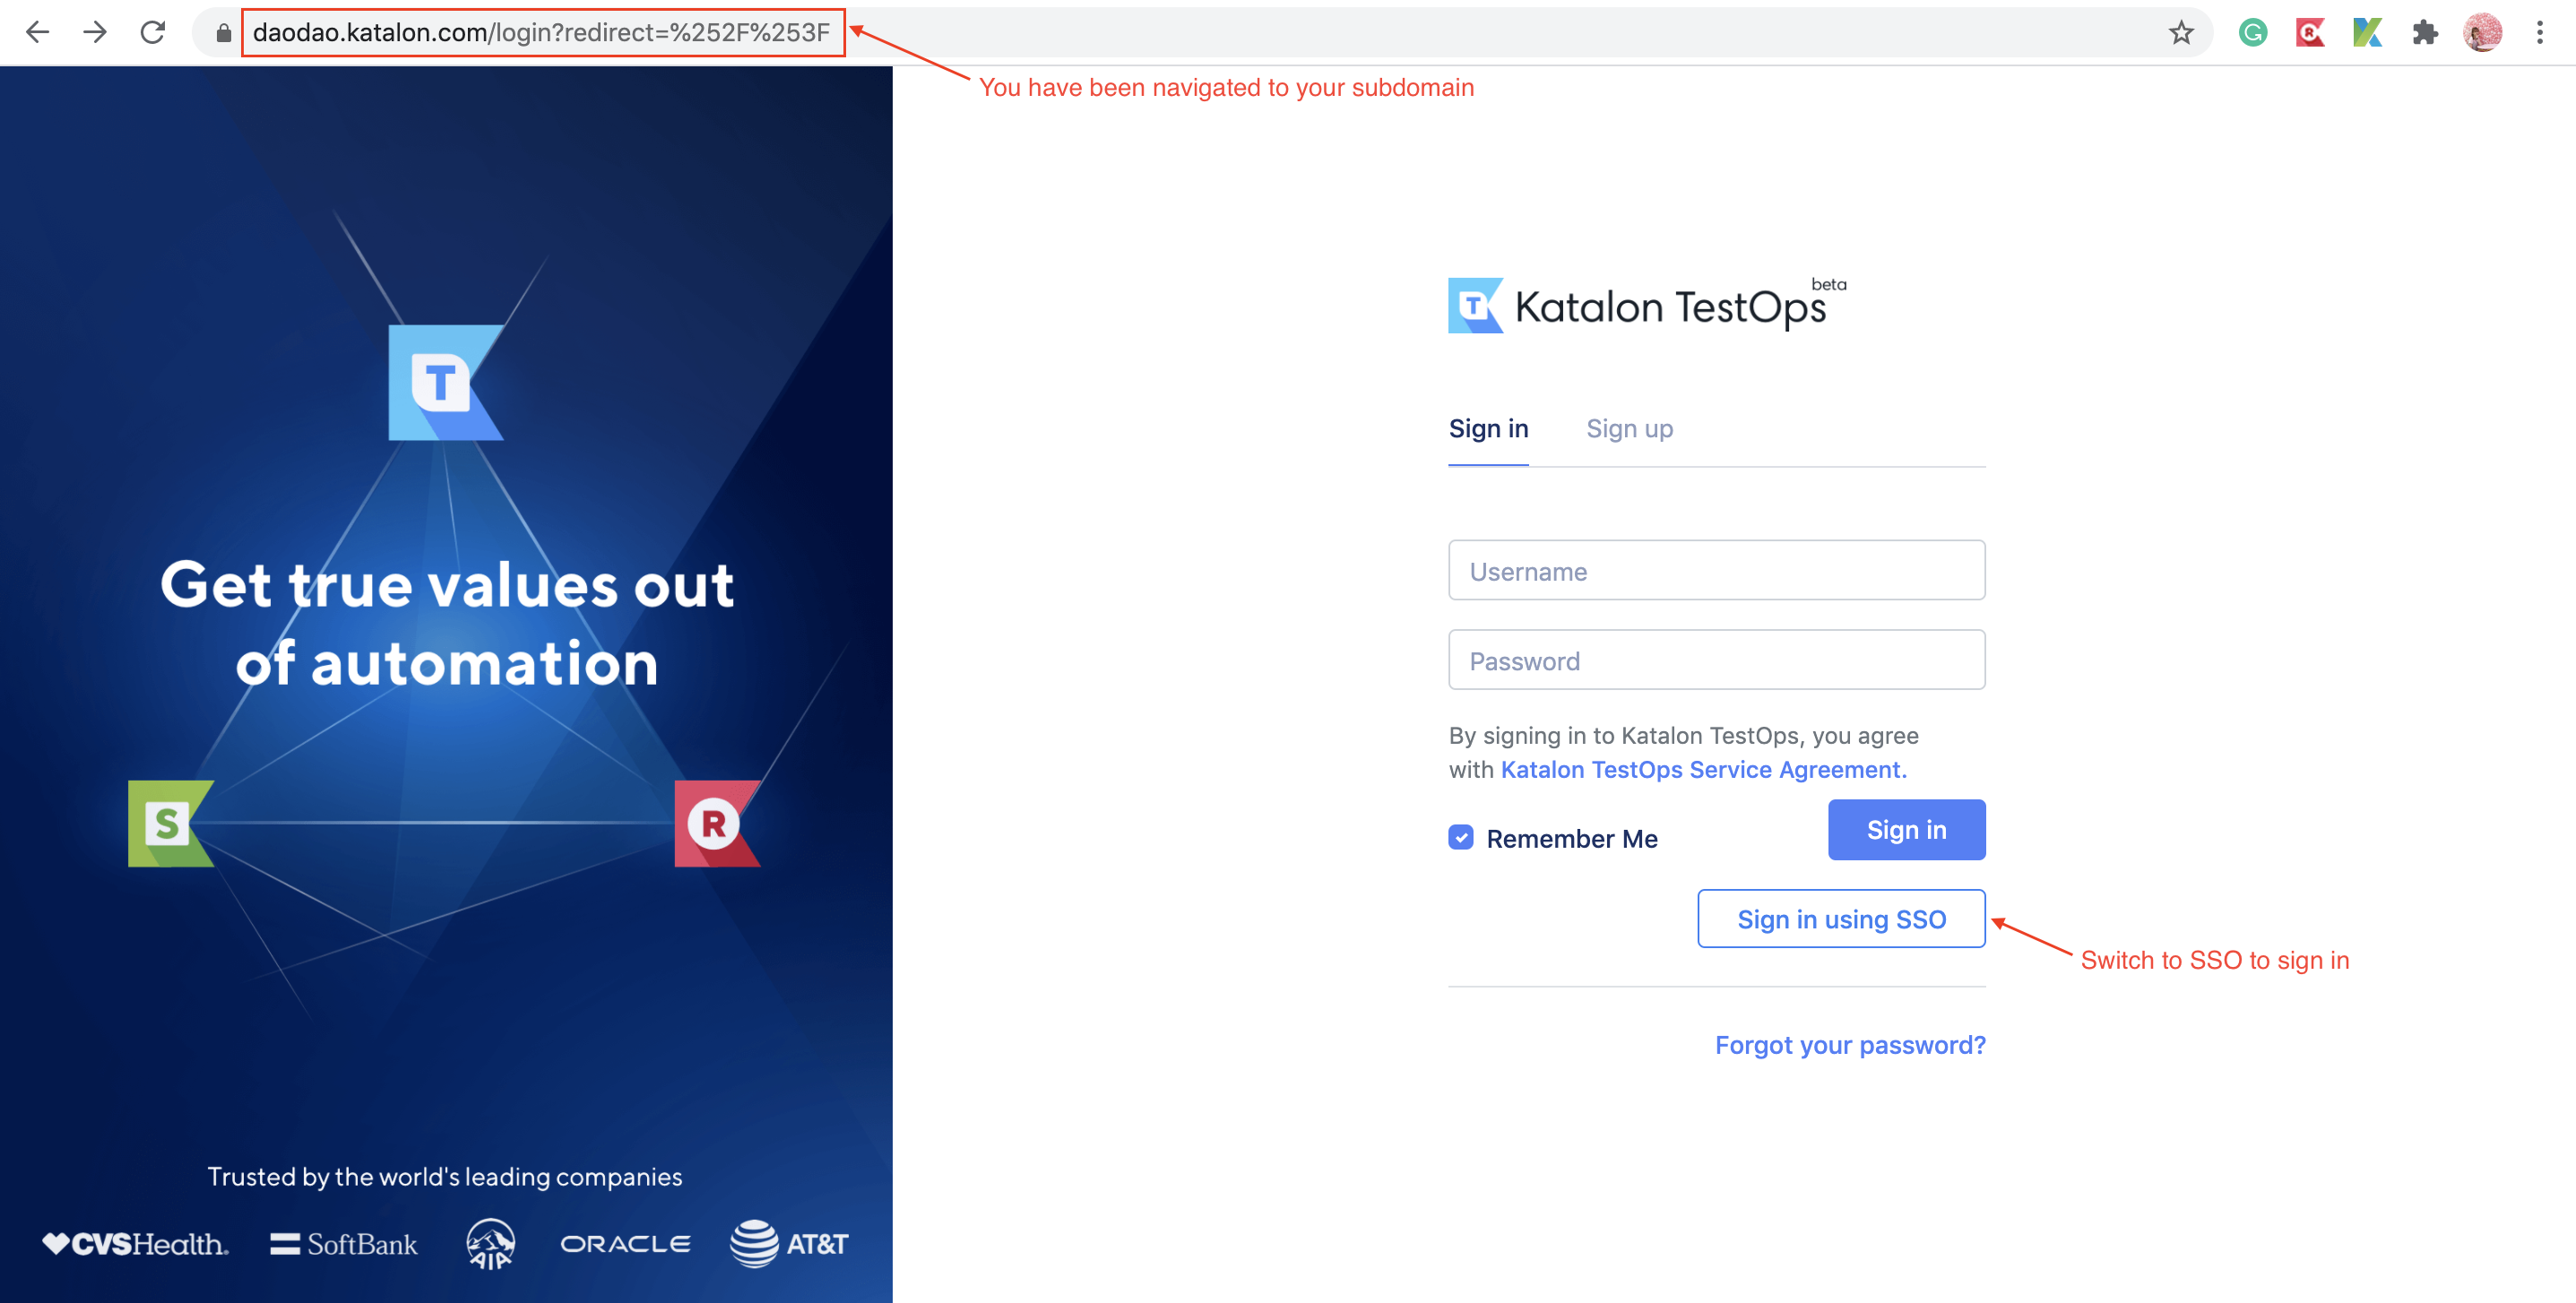 daodao.katalon.com/login?redirect=%252F%253F
You have been navigated to your subdomain
T
Get true values out
of automation
S
R
Trusted by the world's leading companies
CVSHealth.
SoftBank
AIA
ORACLE
AT&T
T Katalon TestOps beta
Sign in Sign up
Username
Password
By signing in to Katalon TestOps, you agree
with Katalon TestOps Service Agreement.
Remember Me
Sign in
Sign in using SSO
Switch to SSO to sign in
Forgot your password?